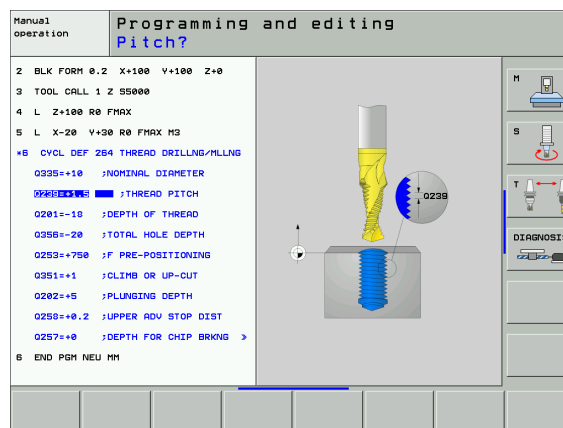 Manual
operation
Programming and editing
Pitch?
2 BLK FORM 0.2 X+100 Y+100 Z+0
3 TOOL CALL 1 Z S5000
4 L Z+100 R0 FMAX
5 L X-20 Y+30 R0 FMAX M3
*6 CYCL DEF 264 THREAD DRILLNG/MLLNG
Q335=+10 ;NOMINAL DIAMETER
Q239=+1.5 ;THREAD PITCH
Q201=-18 ;DEPTH OF THREAD
Q356=-20 ;TOTAL HOLE DEPTH
Q253=+750 ;F PRE-POSITIONING
Q351=+1 ;CLIMB OR UP-CUT
Q202=+5 ;PLUNGING DEPTH
Q258=+0.2 ;UPPER ADV STOP DIST
Q257=+0 ;DEPTH FOR CHIP BRKNG »
6 END PGM NEU MM
Q239
M
S
T
DIAGNOSI